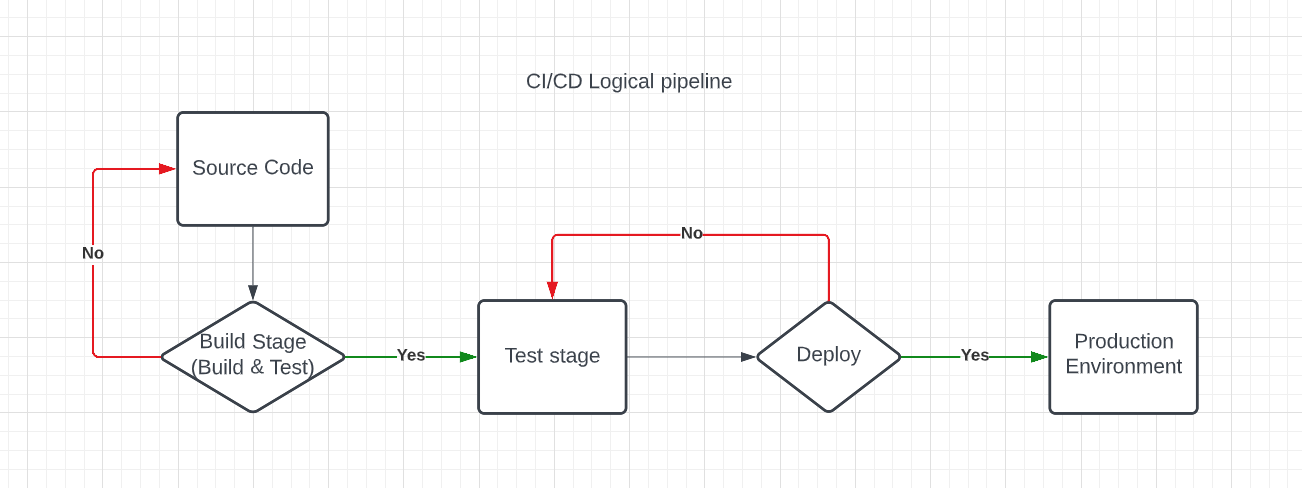 CI/CD Logical pipeline
Source Code
No
No
Build Stage
(Build & Test)
Yes
Test stage
Deploy
Yes
Production
Environment